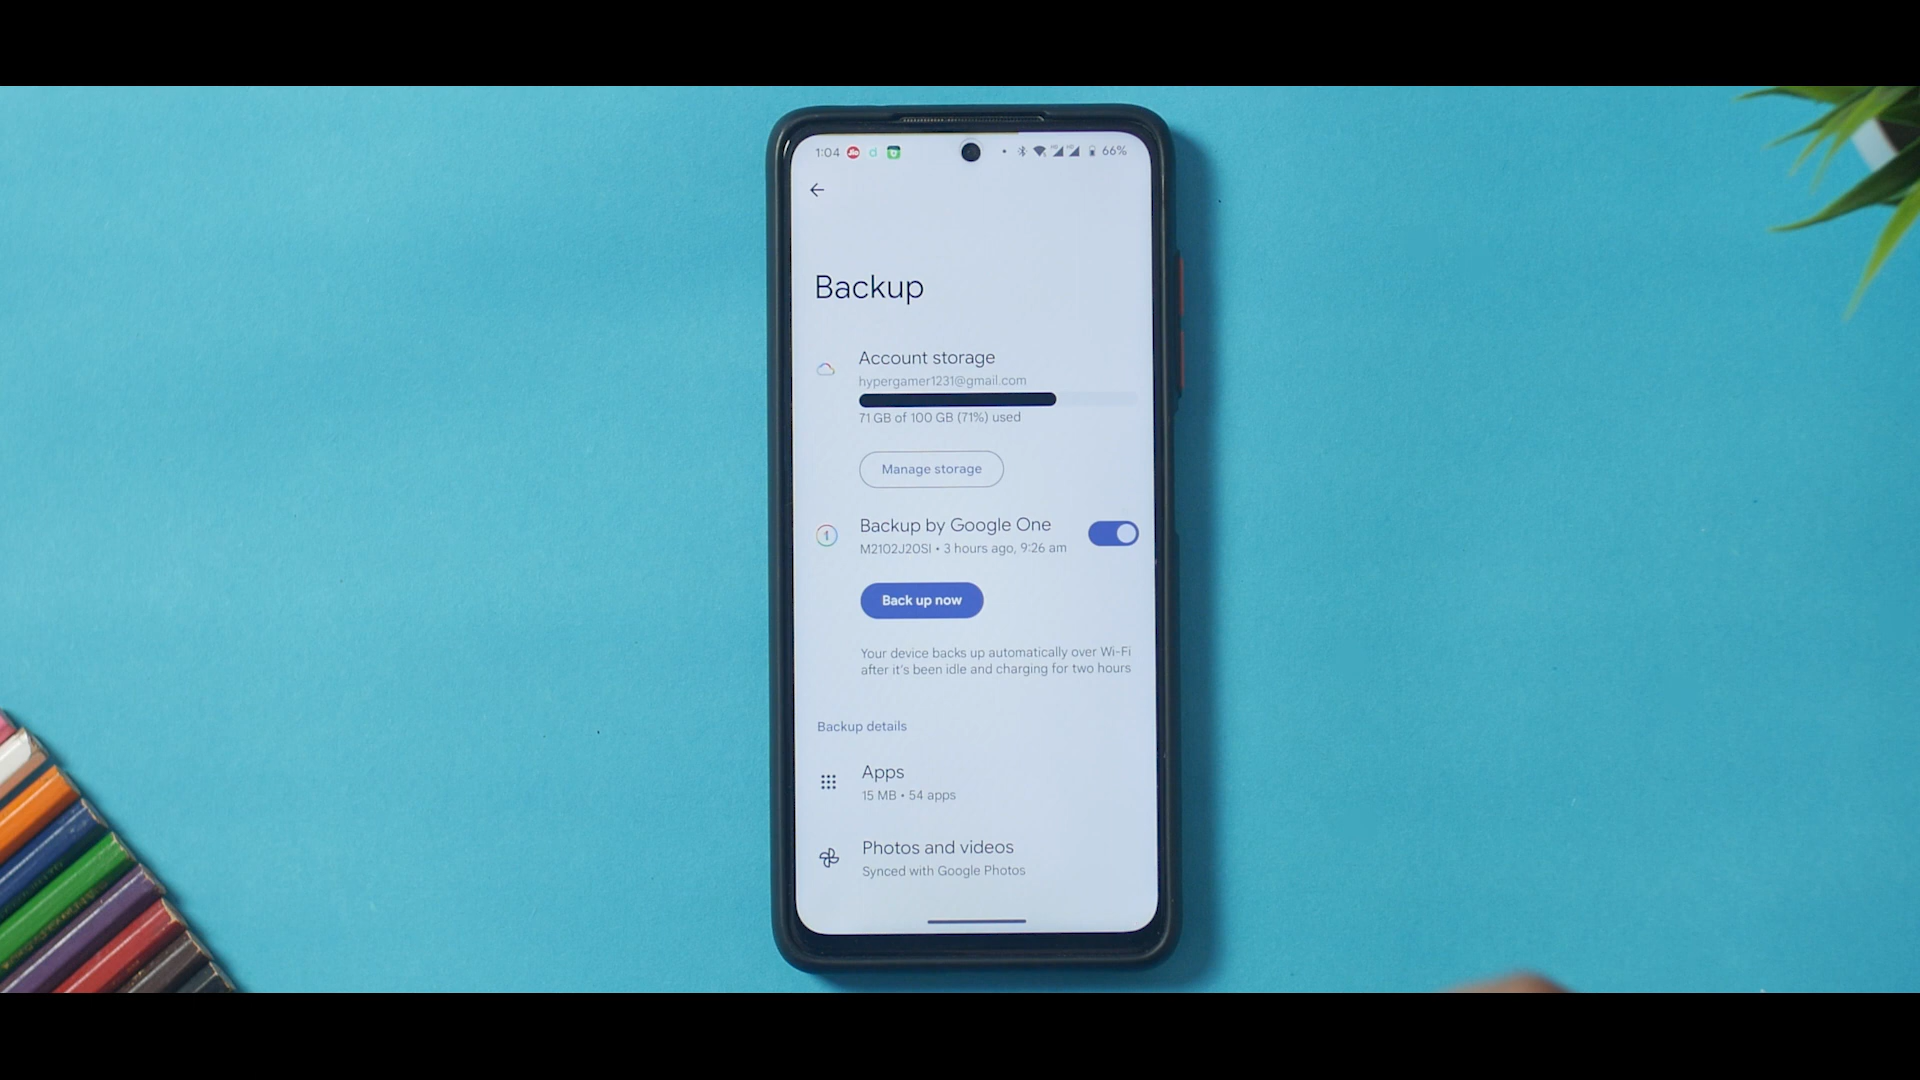 1:04 Jio d 66%
Backup
Account storage
hypergamer1231@gmail.com
71 GB of 100 GB (71%) used
Manage storage
1 Backup by Google One
M2102J20SI • 3 hours ago, 9:26 am
Back up now
Your device backs up automatically over Wi-Fi
after it's been idle and charging for two hours
Backup details
Apps
15 MB • 54 apps
Photos and videos
Synced with Google Photos